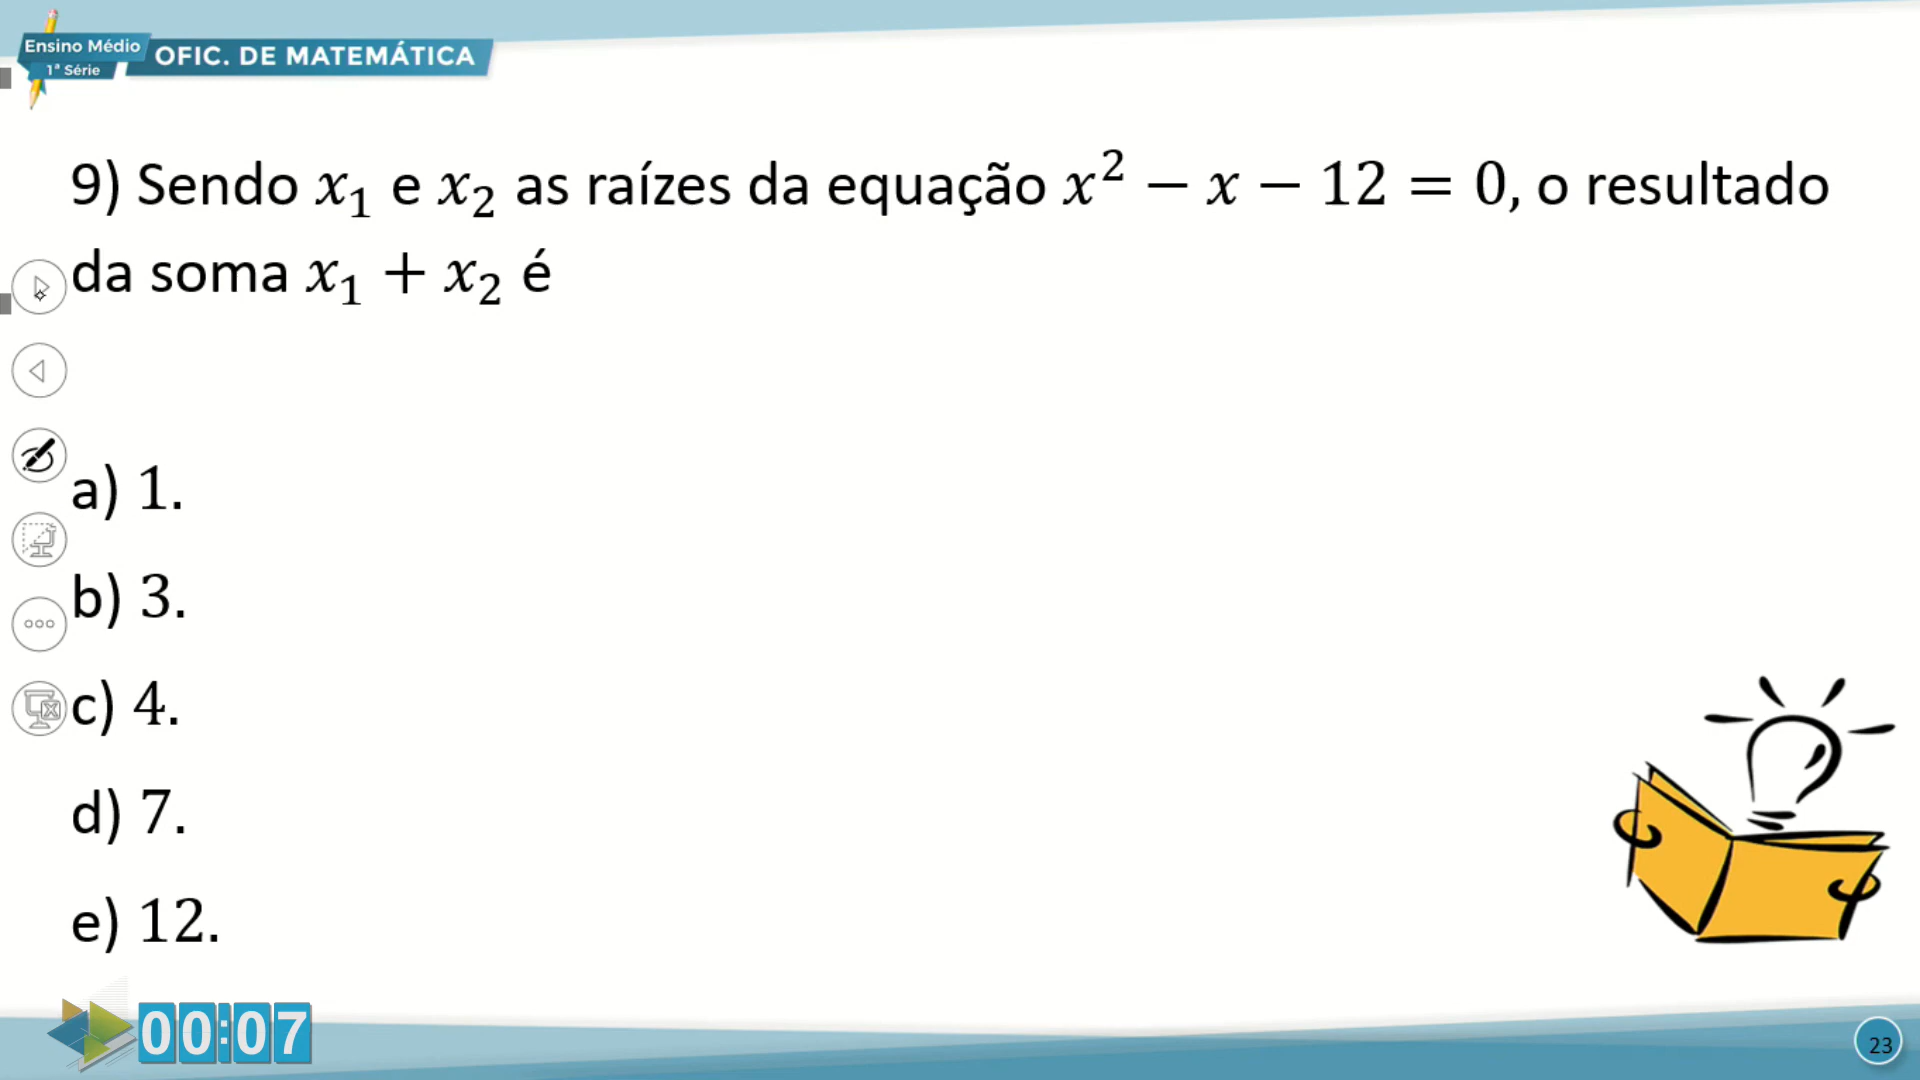 Ensino Médio
1ª Série
OFIC. DE MATEMÁTICA
9) Sendo x₁ e x₂ as raízes da equação x² − x − 12 = 0, o resultado
da soma x₁ + x₂ é
a) 1.
b) 3.
c) 4.
d) 7.
e) 12.
00:07
23